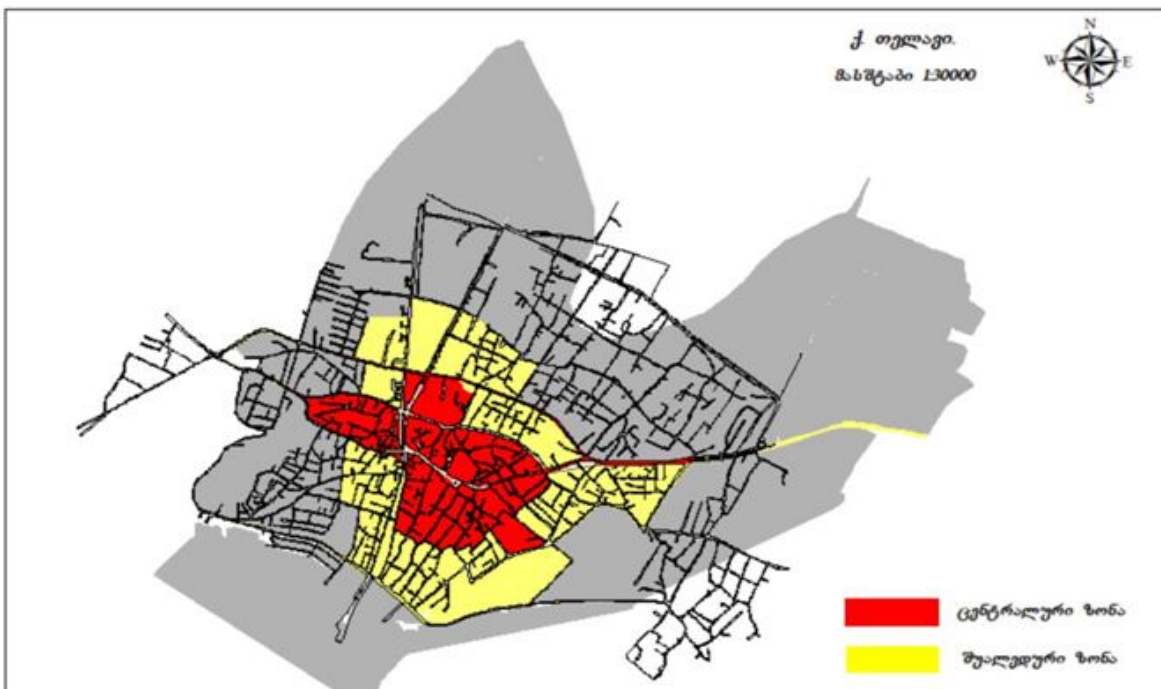 ქ. თელავი.
მასშტაბი 1:30000
N
W E
S
ცენტრალური ზონა
შუალედური ზონა